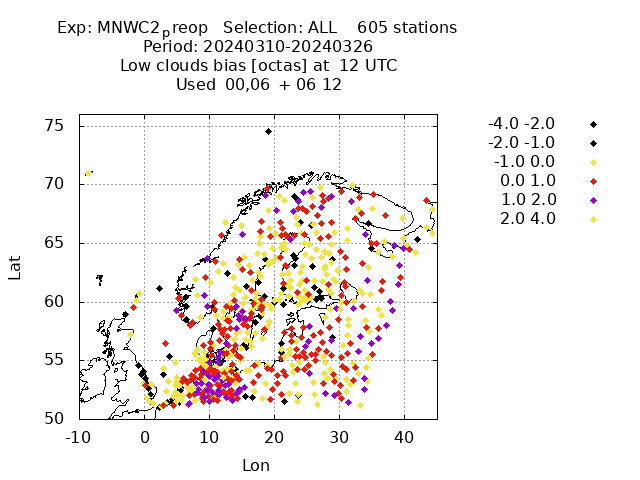 Exp: MNWC2preop Selection: ALL 605 stations
Period: 20240310-20240326
Low clouds bias [octas] at 12 UTC
Used 00,06 + 06 12
-4.0 -2.0
-2.0 -1.0
-1.0 0.0
0.0 1.0
1.0 2.0
2.0 4.0
75
70
65
60
55
50
Lat
-10 0 10 20 30 40
Lon